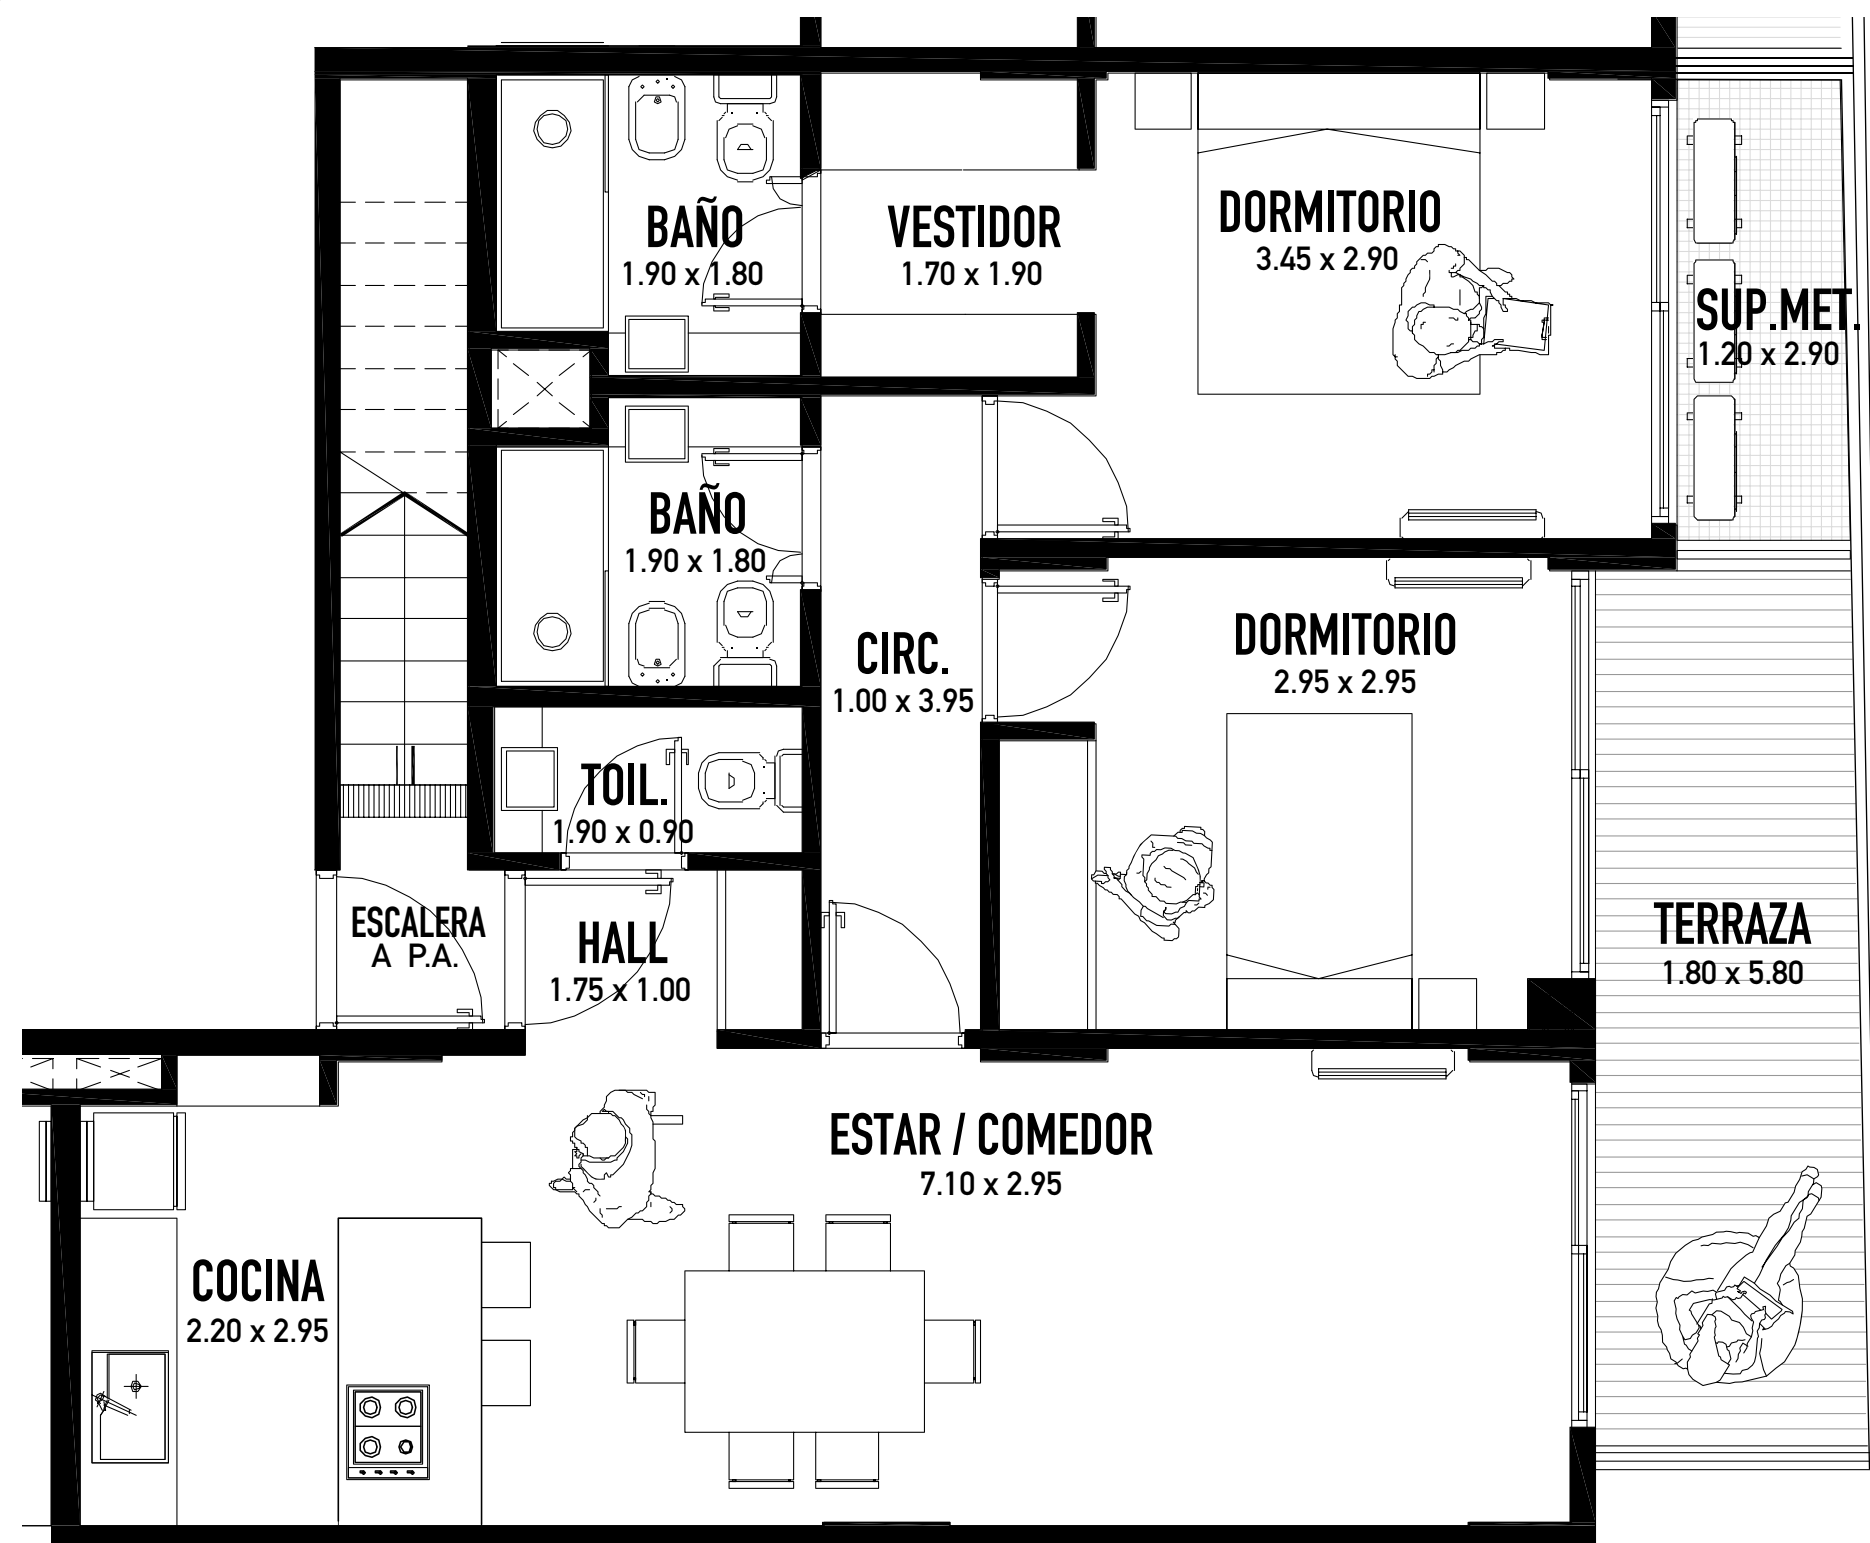 BAÑO
1.90 x 1.80
VESTIDOR
1.70 x 1.90
DORMITORIO
3.45 x 2.90
SUP.MET.
1.20 x 2.90
BAÑO
1.90 x 1.80
CIRC.
1.00 x 3.95
DORMITORIO
2.95 x 2.95
TOIL.
1.90 x 0.90
ESCALERA
A P.A.
HALL
1.75 x 1.00
TERRAZA
1.80 x 5.80
ESTAR / COMEDOR
7.10 x 2.95
COCINA
2.20 x 2.95